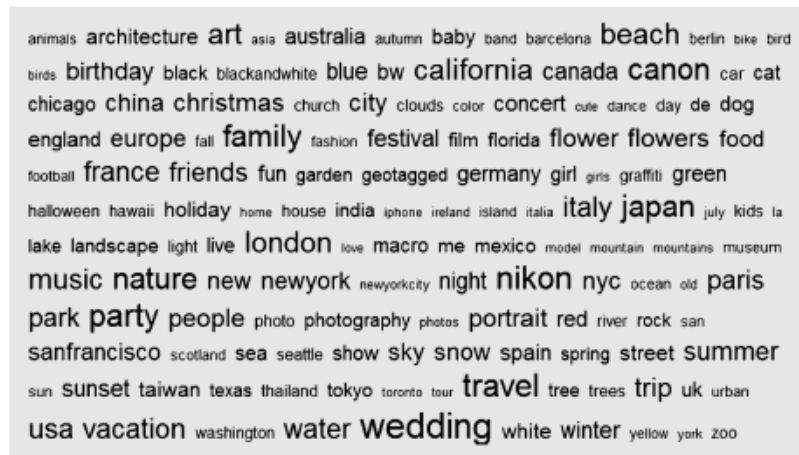 animals architecture art asia australia autumn baby band barcelona beach berlin bike bird
birds birthday black blackandwhite blue bw california canada canon car cat
chicago china christmas church city clouds color concert cute dance day de dog
england europe fall family fashion festival film florida flower flowers food
football france friends fun garden geotagged germany girl girls graffiti green
halloween hawaii holiday home house india iphone ireland island italia italy japan july kids la
lake landscape light live london love macro me mexico model mountain mountains museum
music nature new newyork newyorkcity night nikon nyc ocean old paris
park party people photo photography photos portrait red river rock san
sanfrancisco scotland sea seattle show sky snow spain spring street summer
sun sunset taiwan texas thailand tokyo toronto tour travel tree trees trip uk urban
usa vacation washington water wedding white winter yellow york zoo